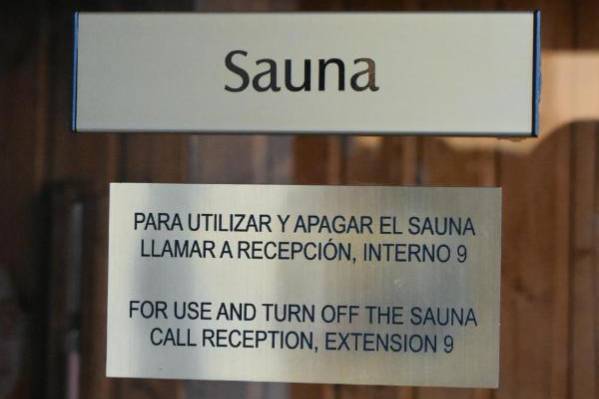 Sauna
PARA UTILIZAR Y APAGAR EL SAUNA
LLAMAR A RECEPCIÓN, INTERNO 9
FOR USE AND TURN OFF THE SAUNA
CALL RECEPTION, EXTENSION 9